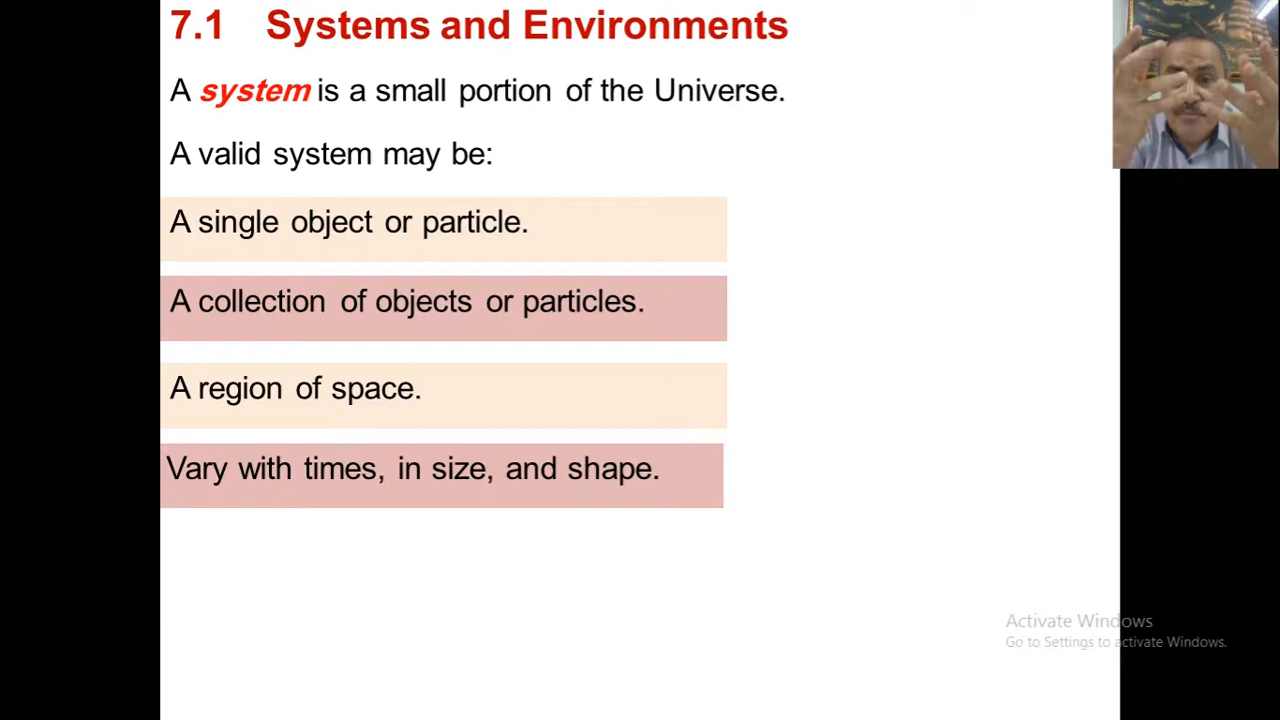 7.1 Systems and Environments
A system is a small portion of the Universe.
A valid system may be:
A single object or particle.
A collection of objects or particles.
A region of space.
Vary with times, in size, and shape.
Activate Windows
Go to Settings to activate Windows.